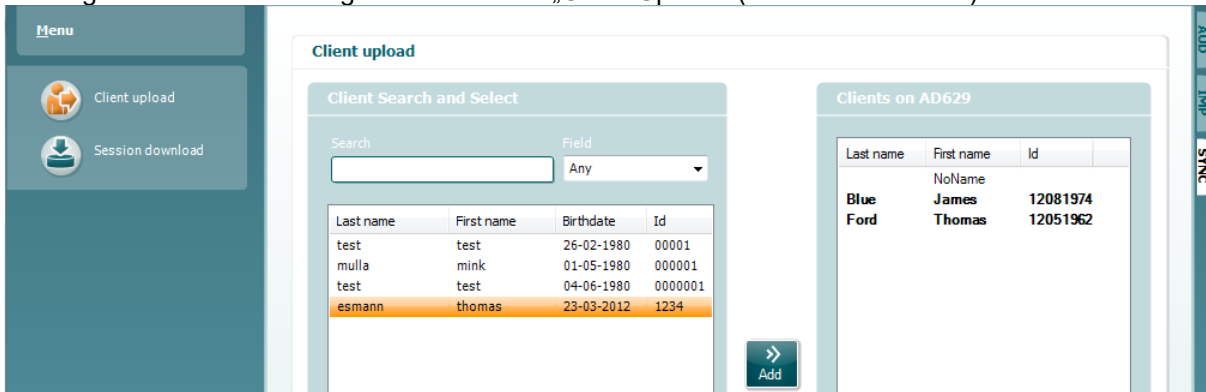 Menu
Client upload
Session download
Client upload
Client Search and Select
Search Field
Any
Last name First name Birthdate Id
test test 26-02-1980 00001
mulla mink 01-05-1980 000001
test test 04-06-1980 0000001
esmann thomas 23-03-2012 1234
Add
Clients on AD629
Last name First name Id
NoName
Blue James 12081974
Ford Thomas 12051962
AUD
IMP
SYNC